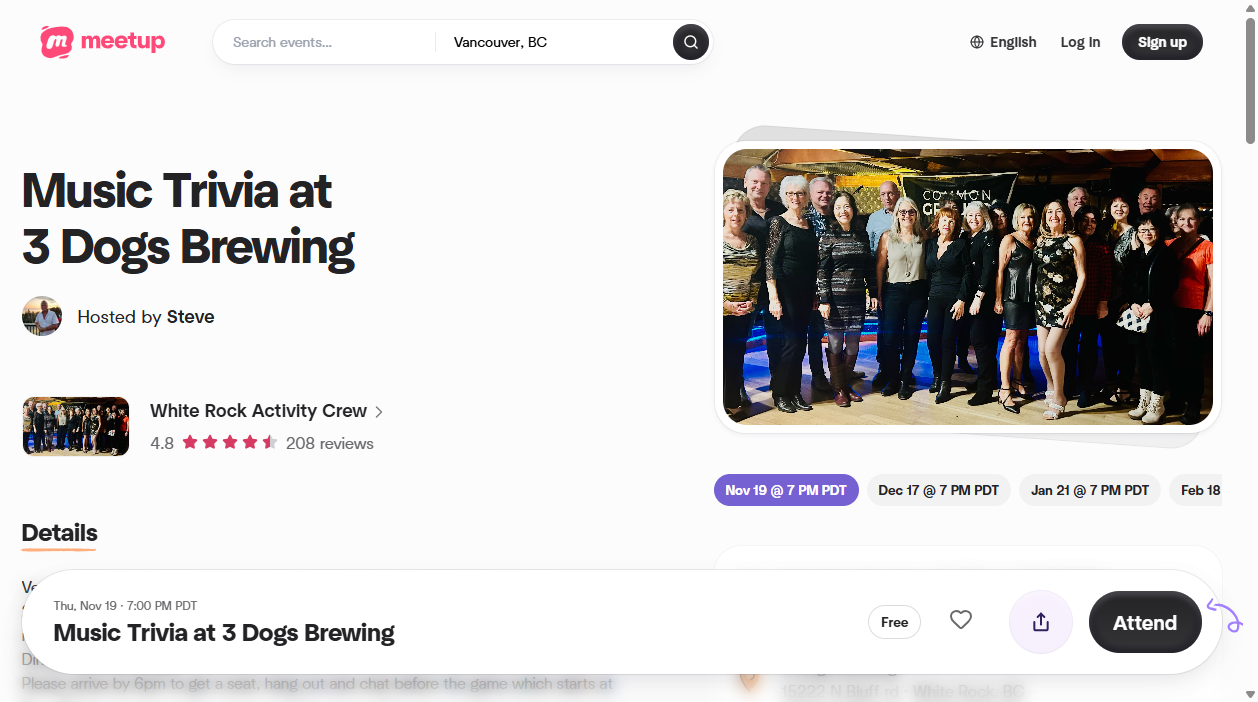 meetup
Search events...
Vancouver, BC
English
Log in
Sign up
Music Trivia at
3 Dogs Brewing
Hosted by Steve
White Rock Activity Crew
4.8
208 reviews
COMMON
Nov 19 @ 7 PM PDT
Dec 17 @ 7 PM PDT
Jan 21 @ 7 PM PDT
Feb 18
Details
Thu, Nov 19 · 7:00 PM PDT
Music Trivia at 3 Dogs Brewing
Free
Attend
Please arrive by 6pm to get a seat, hang out and chat before the game which starts at
15222 N Bluff rd · White Rock, BC